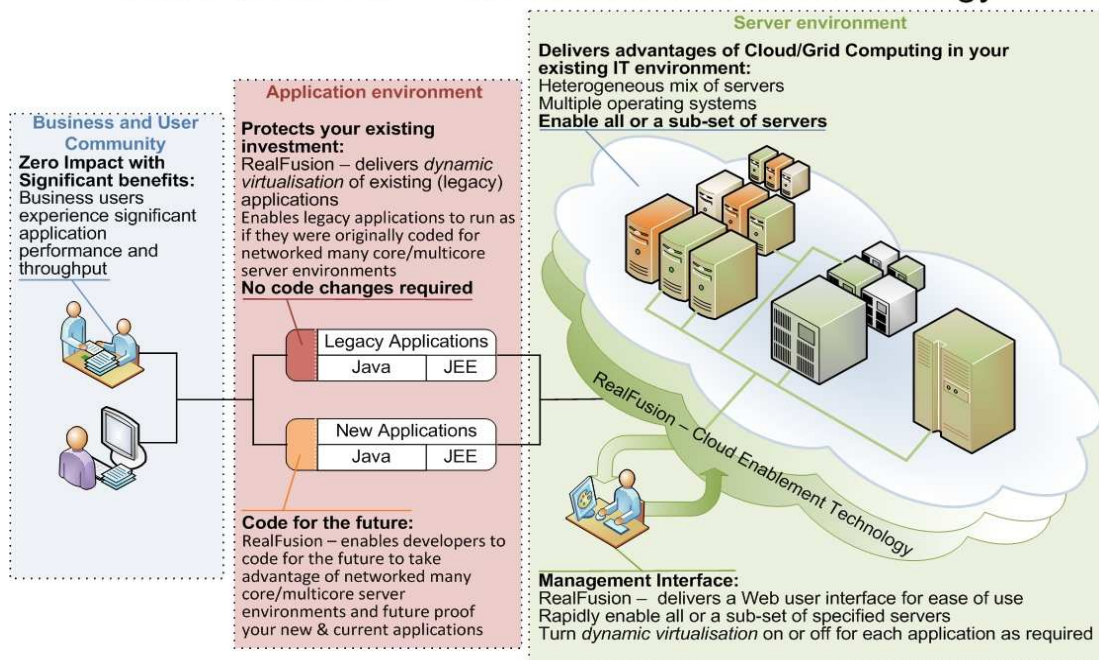 Server environment
Delivers advantages of Cloud/Grid Computing in your
existing IT environment:
Heterogeneous mix of servers
Multiple operating systems
Enable all or a sub-set of servers
Application environment
Protects your existing
investment:
RealFusion – delivers dynamic
virtualisation of existing (legacy)
applications
Enables legacy applications to run as
if they were originally coded for
networked many core/multicore
server environments
No code changes required
Business and User
Community
Zero Impact with
Significant benefits:
Business users
experience significant
application
performance and
throughput
Legacy Applications
Java JEE
New Applications
Java JEE
RealFusion – Cloud Enablement Technology
Code for the future:
RealFusion – enables developers to
code for the future to take
advantage of networked many
core/multicore server
environments and future proof
your new & current applications
Management Interface:
RealFusion – delivers a Web user interface for ease of use
Rapidly enable all or a sub-set of specified servers
Turn dynamic virtualisation on or off for each application as required